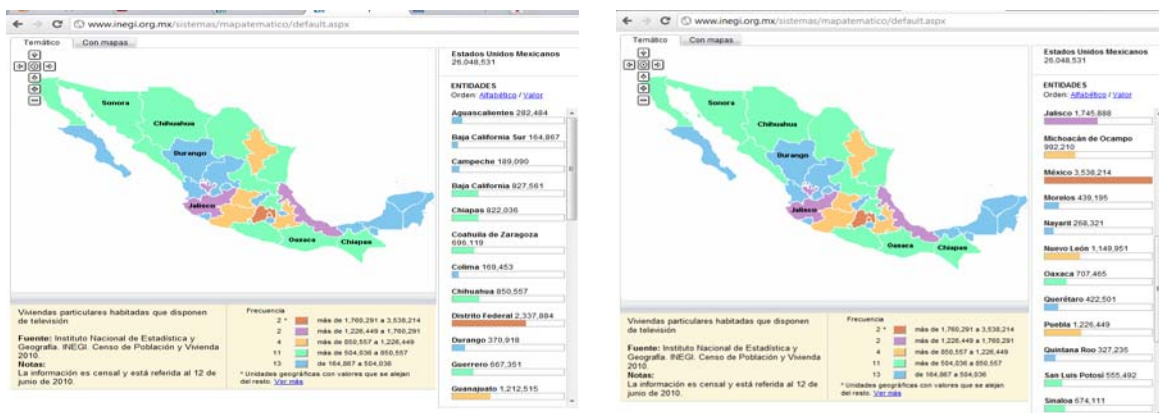 www.inegi.org.mx/sistemas/mapatematico/default.aspx
Temático Con mapas
Sonora
Chihuahua
Durango
Jalisco
Oaxaca Chiapas
Estados Unidos Mexicanos
26,048,531
ENTIDADES
Orden: Alfabético / Valor
Aguascalientes 282,484
Baja California Sur 164,867
Campeche 189,090
Baja California 827,561
Chiapas 822,036
Coahuila de Zaragoza
696,119
Colima 169,453
Chihuahua 850,557
Distrito Federal 2,337,884
Durango 370,918
Guerrero 667,351
Guanajuato 1,212,515
Viviendas particulares habitadas que disponen
de televisión
Fuente: Instituto Nacional de Estadística y
Geografía. INEGI. Censo de Población y Vivienda
2010.
Notas:
La información es censal y está referida al 12 de
junio de 2010.
Frecuencia
2 * más de 1,760,291 a 3,538,214
2 más de 1,226,449 a 1,760,291
4 más de 850,557 a 1,226,449
11 más de 504,036 a 850,557
13 de 164,867 a 504,036
* Unidades geográficas con valores que se alejan
del resto. Ver más
www.inegi.org.mx/sistemas/mapatematico/default.aspx
Temático Con mapas
Sonora
Chihuahua
Durango
Jalisco
Oaxaca Chiapas
Estados Unidos Mexicanos
26,048,531
ENTIDADES
Orden: Alfabético / Valor
Jalisco 1,745,888
Michoacán de Ocampo
992,210
México 3,538,214
Morelos 439,195
Nayarit 268,321
Nuevo León 1,149,951
Oaxaca 707,465
Querétaro 422,501
Puebla 1,226,449
Quintana Roo 327,235
San Luis Potosí 555,492
Sinaloa 674,111
Viviendas particulares habitadas que disponen
de televisión
Fuente: Instituto Nacional de Estadística y
Geografía. INEGI. Censo de Población y Vivienda
2010.
Notas:
La información es censal y está referida al 12 de
junio de 2010.
Frecuencia
2 * más de 1,760,291 a 3,538,214
2 más de 1,226,449 a 1,760,291
4 más de 850,557 a 1,226,449
11 más de 504,036 a 850,557
13 de 164,867 a 504,036
* Unidades geográficas con valores que se alejan
del resto. Ver más